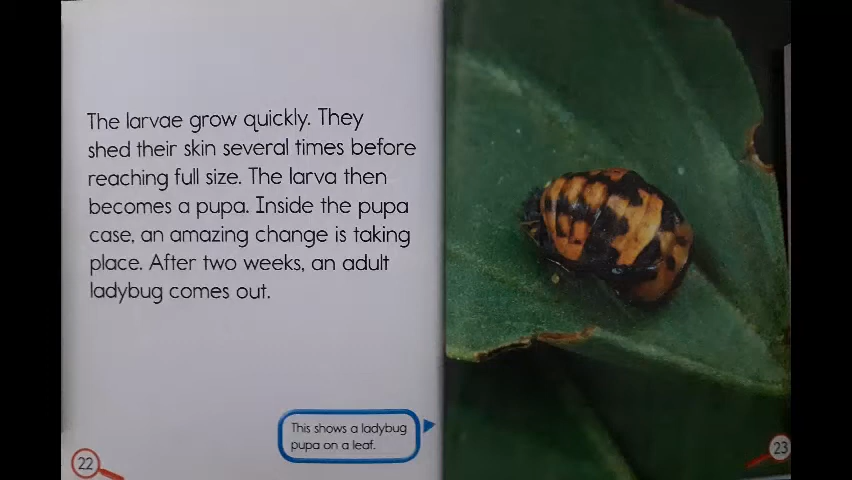 The larvae grow quickly. They
shed their skin several times before
reaching full size. The larva then
becomes a pupa. Inside the pupa
case, an amazing change is taking
place. After two weeks, an adult
ladybug comes out.
This shows a ladybug
pupa on a leaf.
22
23